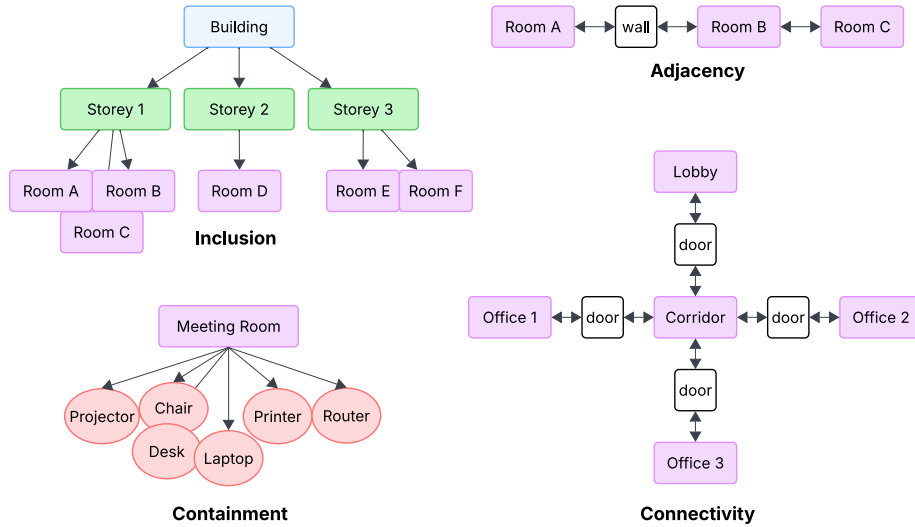 Building
Storey 1
Storey 2
Storey 3
Room A
Room B
Room C
Room D
Room E
Room F
Inclusion
Room A
wall
Room B
Room C
Adjacency
Meeting Room
Projector
Chair
Desk
Laptop
Printer
Router
Containment
Lobby
door
Office 1
door
Corridor
door
Office 2
door
Office 3
Connectivity